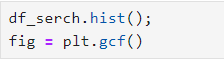 df_serch.hist();
fig = plt.gcf()